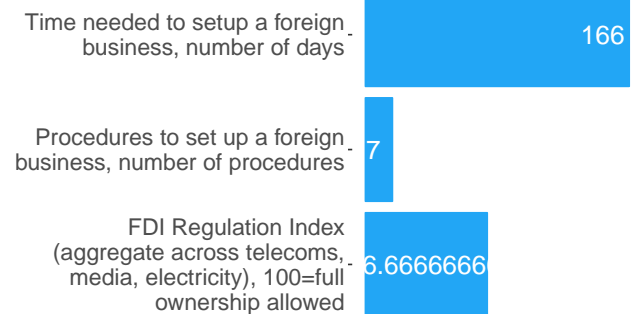 Time needed to setup a foreign
business, number of days
166
Procedures to set up a foreign
business, number of procedures
7
FDI Regulation Index
(aggregate across telecoms,
media, electricity), 100=full
ownership allowed
6.6666666